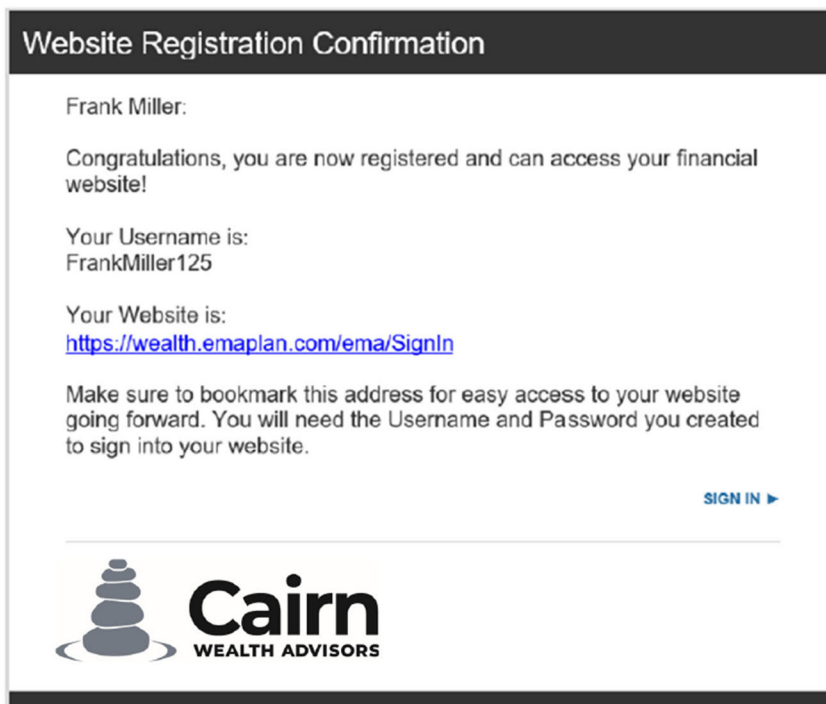 Website Registration Confirmation
Frank Miller:
Congratulations, you are now registered and can access your financial
website!
Your Username is:
FrankMiller125
Your Website is:
https://wealth.emaplan.com/ema/SignIn
Make sure to bookmark this address for easy access to your website
going forward. You will need the Username and Password you created
to sign into your website.
SIGN IN ►
Cairn
WEALTH ADVISORS